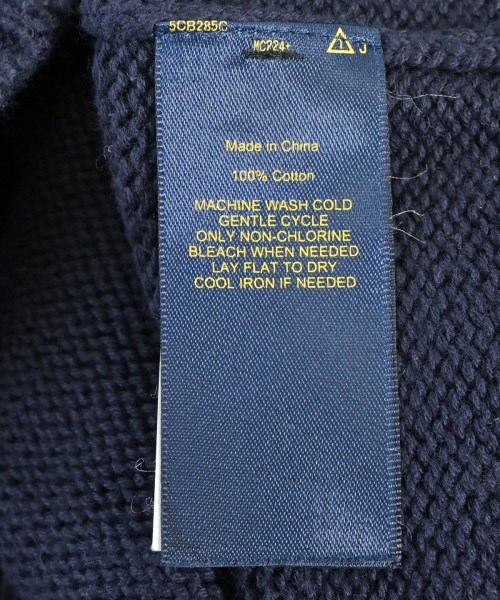 5CB285C
J
Made in China
100% Cotton
MACHINE WASH COLD
GENTLE CYCLE
ONLY NON-CHLORINE
BLEACH WHEN NEEDED
LAY FLAT TO DRY
COOL IRON IF NEEDED